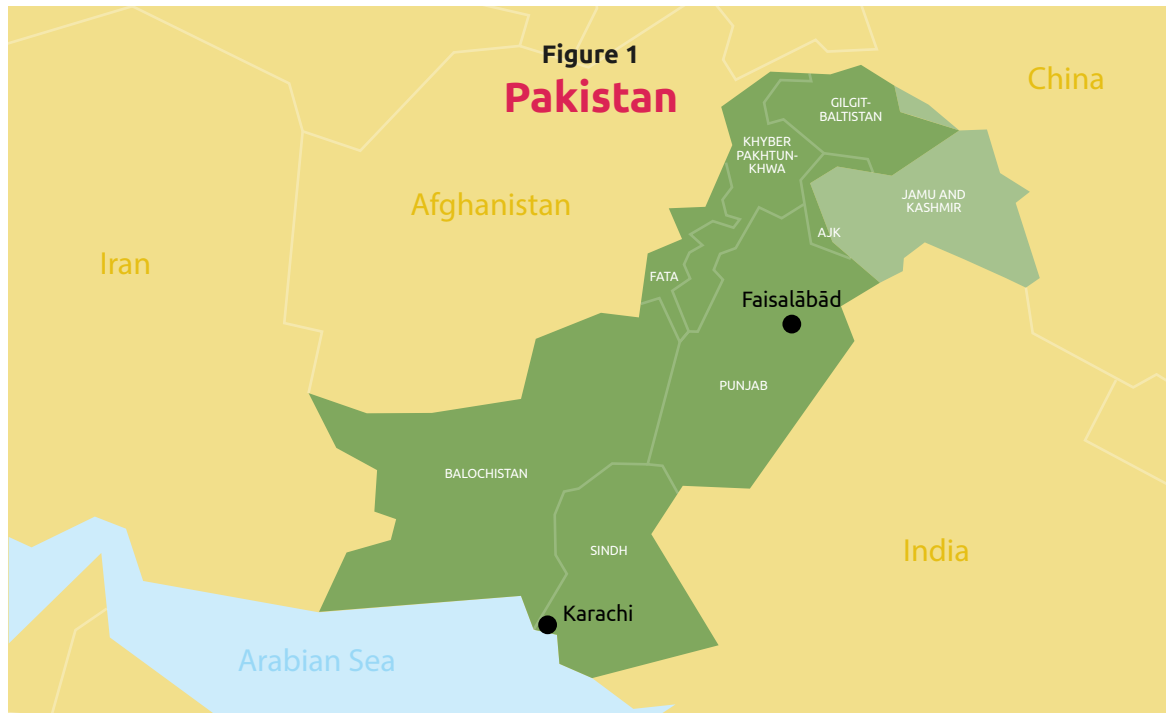 Figure 1
Pakistan
China
GILGIT-
BALTISTAN
KHYBER
PAKHTUN-
KHWA
Afghanistan
JAMU AND
KASHMIR
AJK
Iran
FATA
Faisalābād
PUNJAB
BALOCHISTAN
SINDH
India
Karachi
Arabian Sea